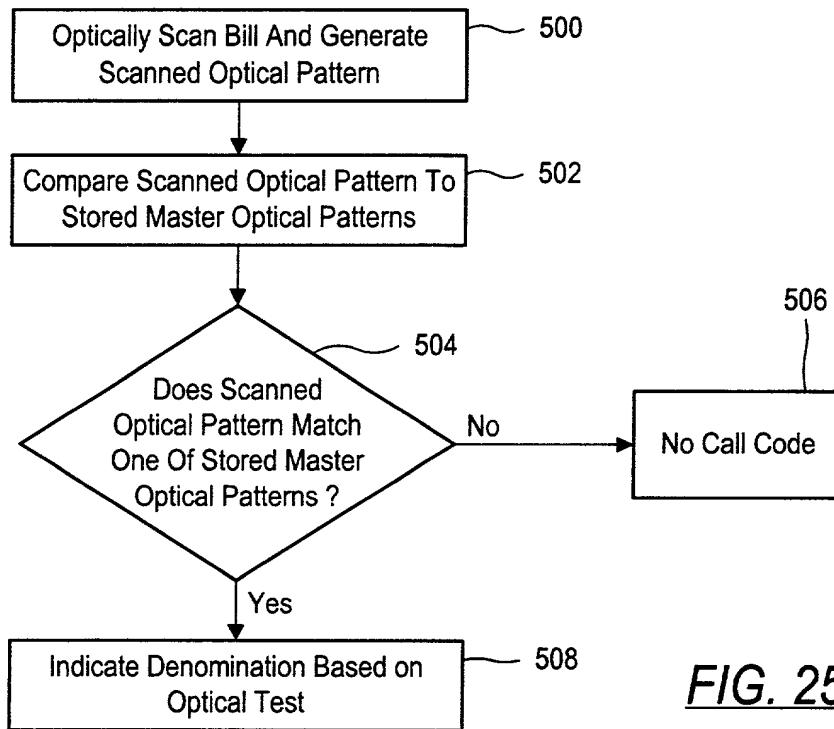 Optically Scan Bill And Generate
Scanned Optical Pattern
500
Compare Scanned Optical Pattern To
Stored Master Optical Patterns
502
504
Does Scanned
Optical Pattern Match
One Of Stored Master
Optical Patterns ?
No
506
No Call Code
Yes
Indicate Denomination Based on
Optical Test
508
FIG. 25